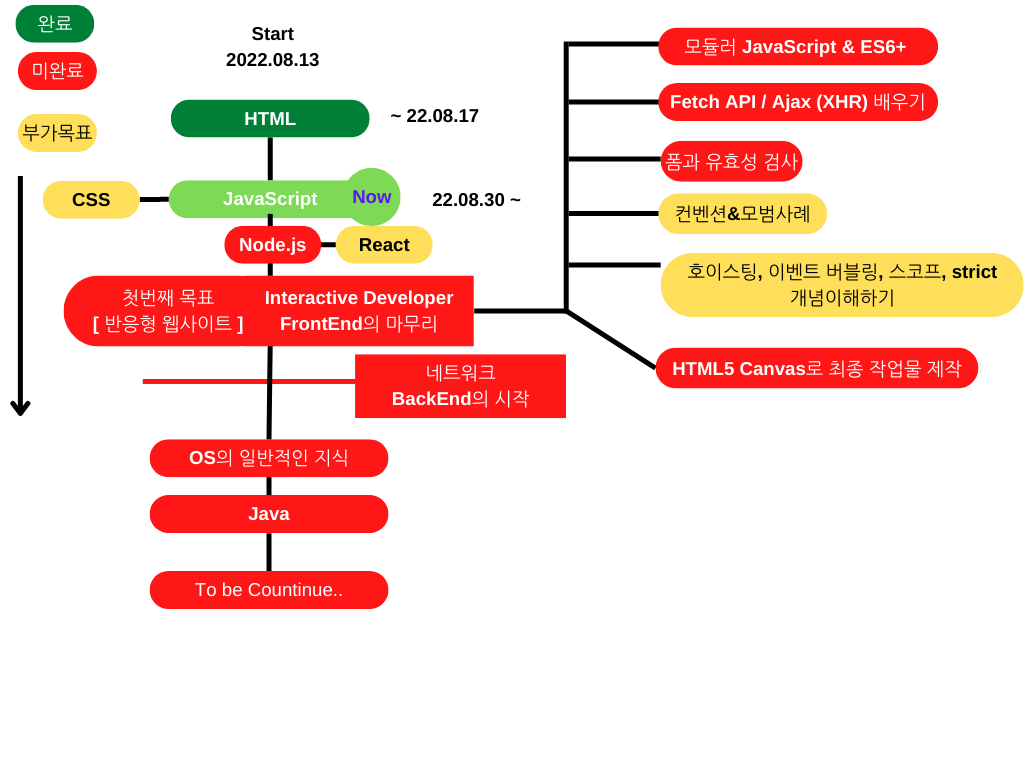 완료
미완료
부가목표
Start
2022.08.13
HTML
~ 22.08.17
CSS
JavaScript
Now
22.08.30 ~
Node.js
React
첫번째 목표
[ 반응형 웹사이트 ]
Interactive Developer
FrontEnd의 마무리
네트워크
BackEnd의 시작
OS의 일반적인 지식
Java
To be Countinue..
모듈러 JavaScript & ES6+
Fetch API / Ajax (XHR) 배우기
폼과 유효성 검사
컨벤션&모범사례
호이스팅, 이벤트 버블링, 스코프, strict
개념이해하기
HTML5 Canvas로 최종 작업물 제작